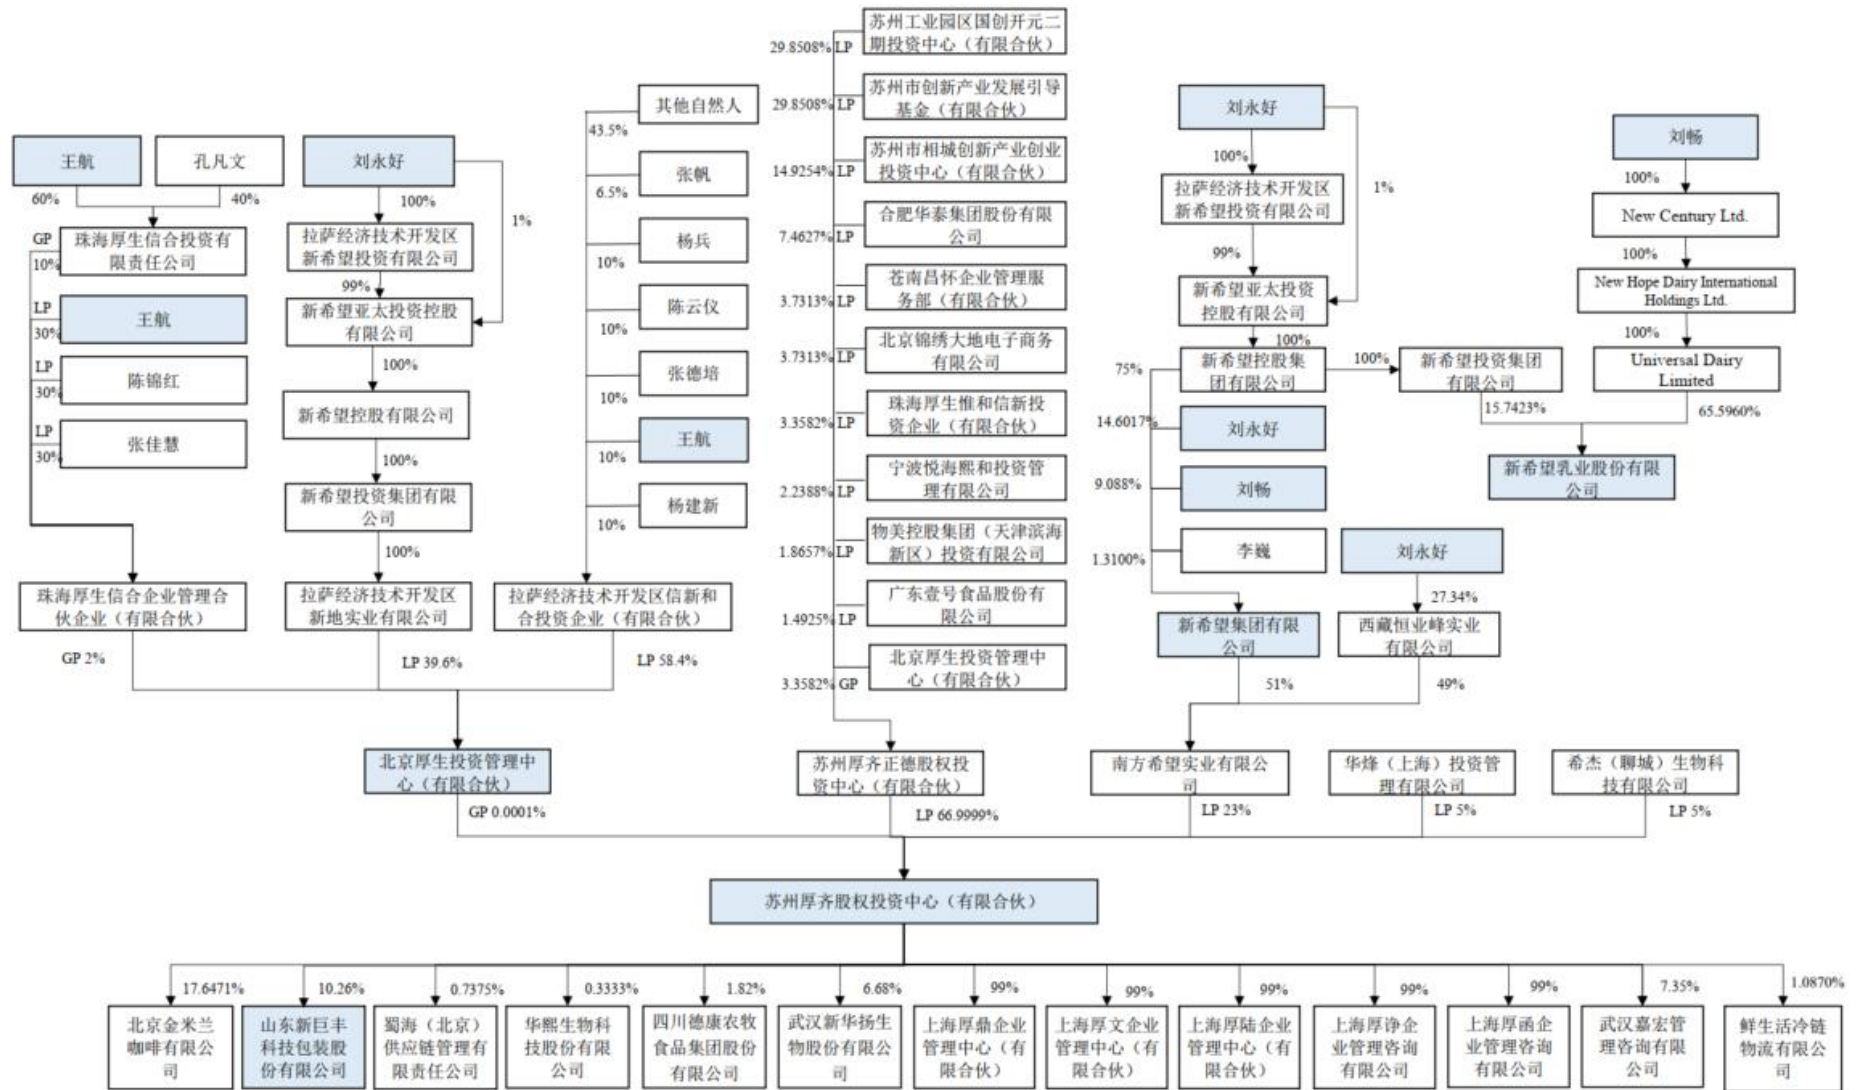 王航
孔凡文
60%
40%
GP
10%
珠海厚生信合投资有
限责任公司
LP
30%
王航
LP
30%
陈锦红
LP
30%
张佳慧
珠海厚生信合企业管理合
伙企业（有限合伙）
GP 2%
刘永好
100%
1%
拉萨经济技术开发区
新希望投资有限公司
99%
新希望亚太投资控股
有限公司
100%
新希望控股有限公司
100%
新希望投资集团有限
公司
100%
拉萨经济技术开发区
新地实业有限公司
LP 39.6%
其他自然人
43.5%
张帆
6.5%
杨兵
10%
陈云仪
10%
张德培
10%
王航
10%
杨建新
10%
拉萨经济技术开发区信新和
合投资企业（有限合伙）
LP 58.4%
北京厚生投资管理中
心（有限合伙）
GP 0.0001%
苏州工业园区国创开元二
期投资中心（有限合伙）
29.8508% LP
苏州市创新产业发展引导
基金（有限合伙）
29.8508% LP
苏州市相城创新产业创业
投资中心（有限合伙）
14.9254% LP
合肥华泰集团股份有限
公司
7.4627% LP
苍南昌怀企业管理服
务部（有限合伙）
3.7313% LP
北京锦绣大地电子商务
有限公司
3.7313% LP
珠海厚生惟和信新投
资企业（有限合伙）
3.3582% LP
宁波悦海熙和投资管
理有限公司
2.2388% LP
物美控股集团（天津滨海
新区）投资有限公司
1.8657% LP
广东壹号食品股份有
限公司
1.4925% LP
北京厚生投资管理中
心（有限合伙）
3.3582% GP
苏州厚齐正德股权投
资中心（有限合伙）
LP 66.9999%
刘永好
100%
1%
拉萨经济技术开发区
新希望投资有限公司
99%
新希望亚太投资
控股有限公司
100%
新希望控股集
团有限公司
75%
100%
新希望投资集团
有限公司
15.7423%
14.6017%
刘永好
9.088%
刘畅
1.3100%
李巍
新希望集团有限
公司
51%
刘永好
27.34%
西藏恒业峰实业
有限公司
49%
刘畅
100%
New Century Ltd.
100%
New Hope Dairy International
Holdings Ltd.
100%
Universal Dairy
Limited
65.5960%
新希望乳业股份有限
公司
南方希望实业有限公
司
LP 23%
华烽（上海）投资管
理有限公司
LP 5%
希杰（聊城）生物科
技有限公司
LP 5%
苏州厚齐股权投资中心（有限合伙）
17.6471%
北京金米兰
咖啡有限公
司
10.26%
山东新巨丰
科技包装股
份有限公司
0.7375%
蜀海（北京）
供应链管理有
限责任公司
0.3333%
华熙生物科
技股份有限
公司
1.82%
四川德康农牧
食品集团股份
有限公司
6.68%
武汉新华扬生
物股份有限公
司
99%
上海厚鼎企业
管理中心（有
限合伙）
99%
上海厚文企业
管理中心（有
限合伙）
99%
上海厚陆企业
管理中心（有
限合伙）
99%
上海厚诤企
业管理咨询
有限公司
99%
上海厚函企
业管理咨询
有限公司
7.35%
武汉嘉宏管
理咨询有限
公司
1.0870%
鲜生活冷链
物流有限公
司